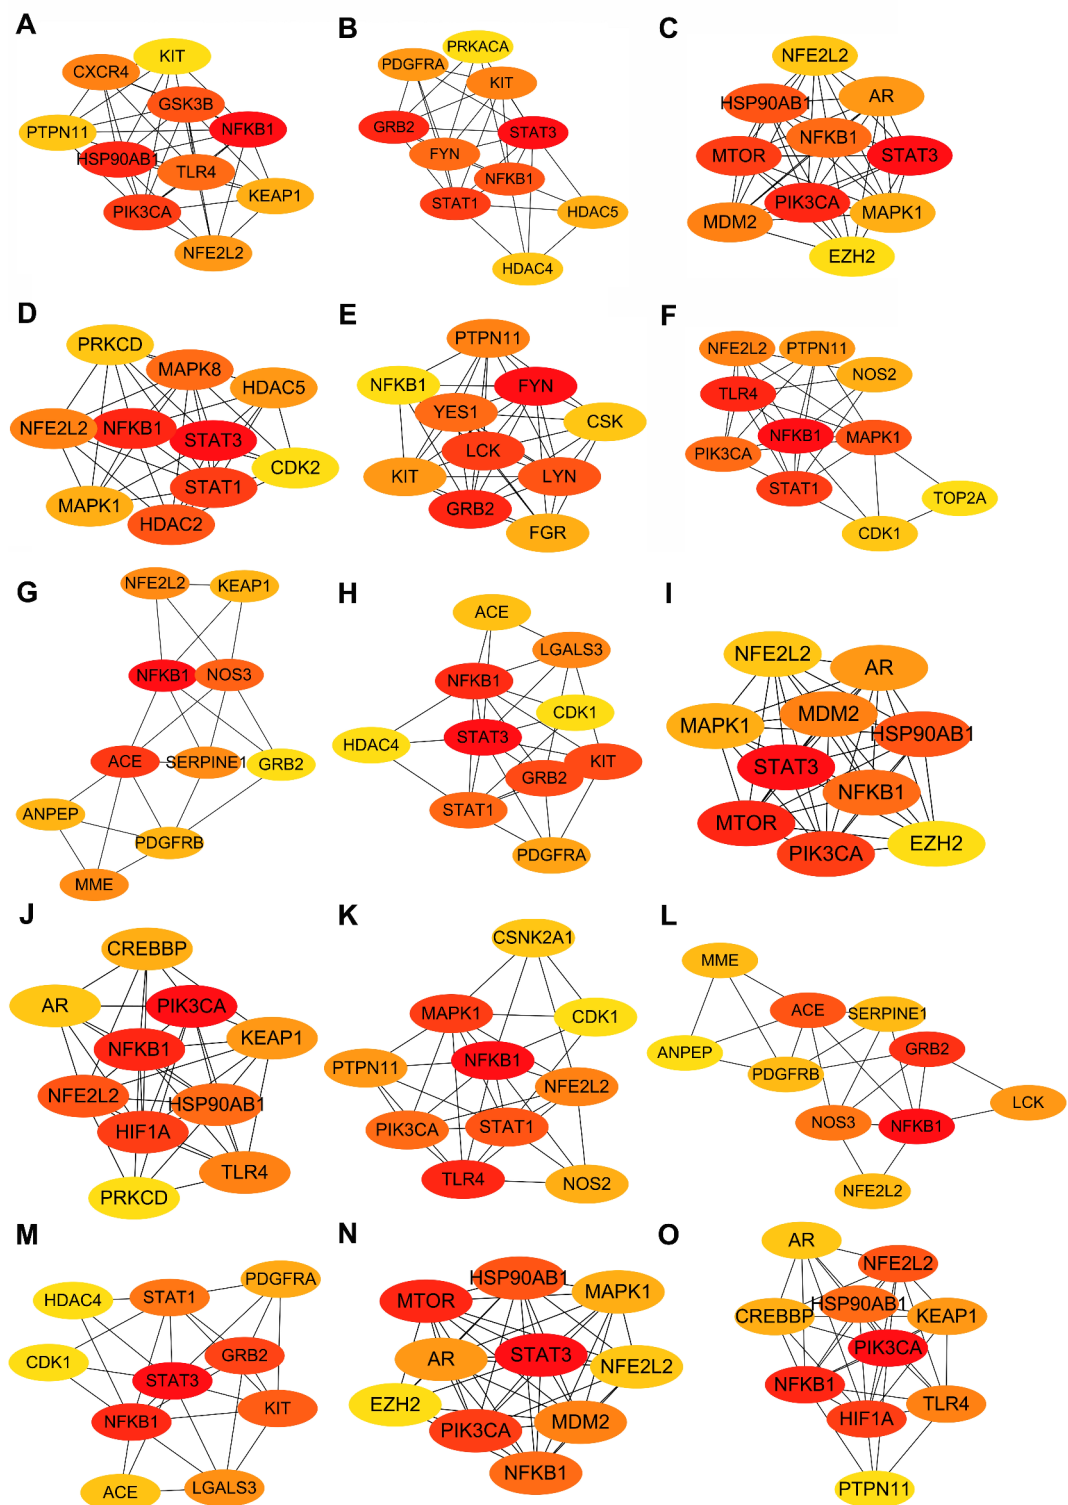 A
KIT
CXCR4
GSK3B
PTPN11
NFKB1
HSP90AB1
TLR4
KEAP1
PIK3CA
NFE2L2
B
PRKACA
PDGFRA
KIT
GRB2
STAT3
FYN
NFKB1
STAT1
HDAC5
HDAC4
C
NFE2L2
HSP90AB1
AR
NFKB1
MTOR
STAT3
PIK3CA
MAPK1
MDM2
EZH2
D
PRKCD
MAPK8
HDAC5
NFE2L2
NFKB1
STAT3
CDK2
STAT1
MAPK1
HDAC2
E
PTPN11
NFKB1
FYN
YES1
CSK
LCK
KIT
LYN
GRB2
FGR
F
NFE2L2
PTPN11
NOS2
TLR4
NFKB1
MAPK1
PIK3CA
STAT1
TOP2A
CDK1
G
NFE2L2
KEAP1
NFKB1
NOS3
ACE
SERPINE1
GRB2
ANPEP
PDGFRB
MME
H
ACE
LGALS3
NFKB1
CDK1
STAT3
HDAC4
KIT
GRB2
STAT1
PDGFRA
I
NFE2L2
AR
MAPK1
MDM2
HSP90AB1
STAT3
NFKB1
MTOR
PIK3CA
EZH2
J
CREBBP
AR
PIK3CA
NFKB1
KEAP1
NFE2L2
HSP90AB1
HIF1A
TLR4
PRKCD
K
CSNK2A1
MAPK1
CDK1
NFKB1
PTPN11
NFE2L2
PIK3CA
STAT1
TLR4
NOS2
L
MME
ACE
SERPINE1
GRB2
ANPEP
PDGFRB
LCK
NOS3
NFKB1
NFE2L2
M
PDGFRA
HDAC4
STAT1
GRB2
CDK1
STAT3
KIT
NFKB1
LGALS3
ACE
N
HSP90AB1
MTOR
MAPK1
STAT3
AR
NFE2L2
EZH2
MDM2
PIK3CA
NFKB1
O
AR
NFE2L2
HSP90AB1
CREBBP
KEAP1
PIK3CA
NFKB1
TLR4
HIF1A
PTPN11